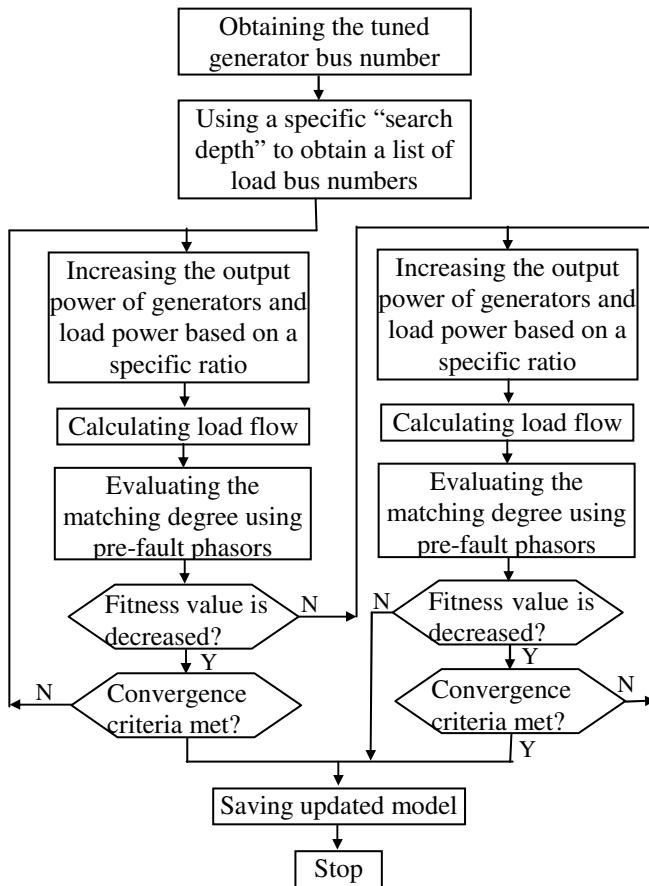 Obtaining the tuned
generator bus number
Using a specific “search
depth” to obtain a list of
load bus numbers
Increasing the output
power of generators and
load power based on a
specific ratio
Calculating load flow
Evaluating the
matching degree using
pre-fault phasors
Fitness value is
decreased?
N
Y
Convergence
criteria met?
N
Increasing the output
power of generators and
load power based on a
specific ratio
Calculating load flow
Evaluating the
matching degree using
pre-fault phasors
N
Fitness value is
decreased?
Y
Convergence
criteria met?
N
Y
Saving updated model
Stop